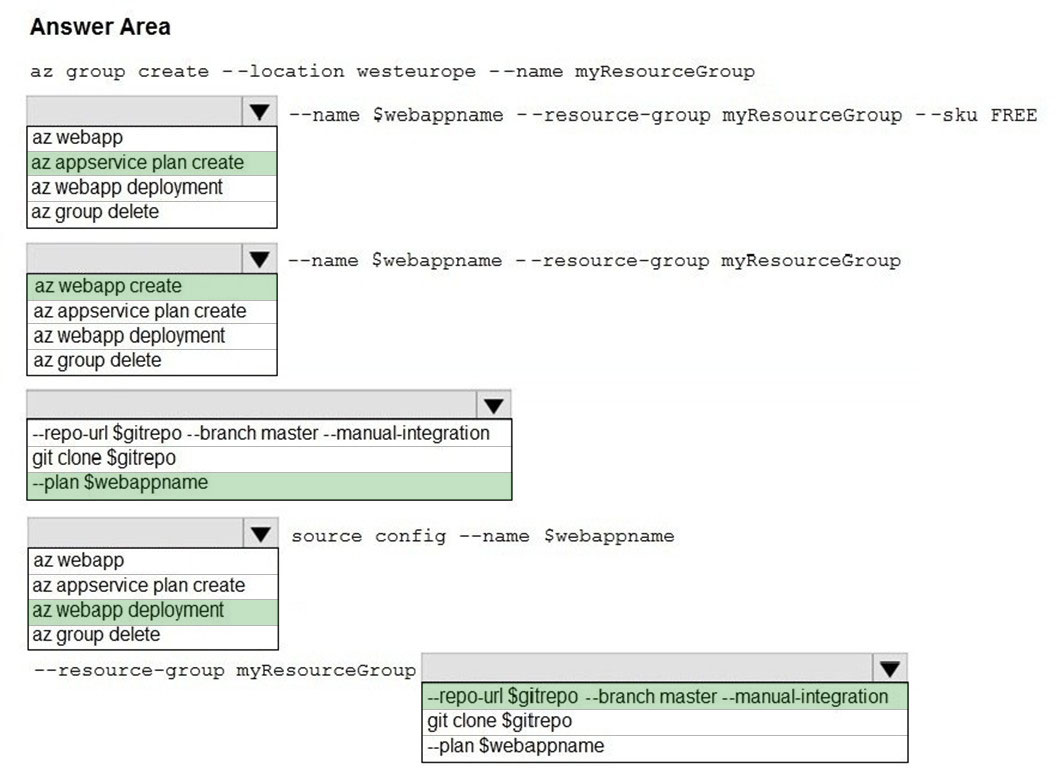 Answer Area
az group create --location westeurope --name myResourceGroup
--name $webappname --resource-group myResourceGroup --sku FREE
az webapp
az appservice plan create
az webapp deployment
az group delete
--name $webappname --resource-group myResourceGroup
az webapp create
az appservice plan create
az webapp deployment
az group delete
--repo-url $gitrepo --branch master --manual-integration
git clone $gitrepo
--plan $webappname
source config --name $webappname
az webapp
az appservice plan create
az webapp deployment
az group delete
--resource-group myResourceGroup
--repo-url $gitrepo --branch master --manual-integration
git clone $gitrepo
--plan $webappname